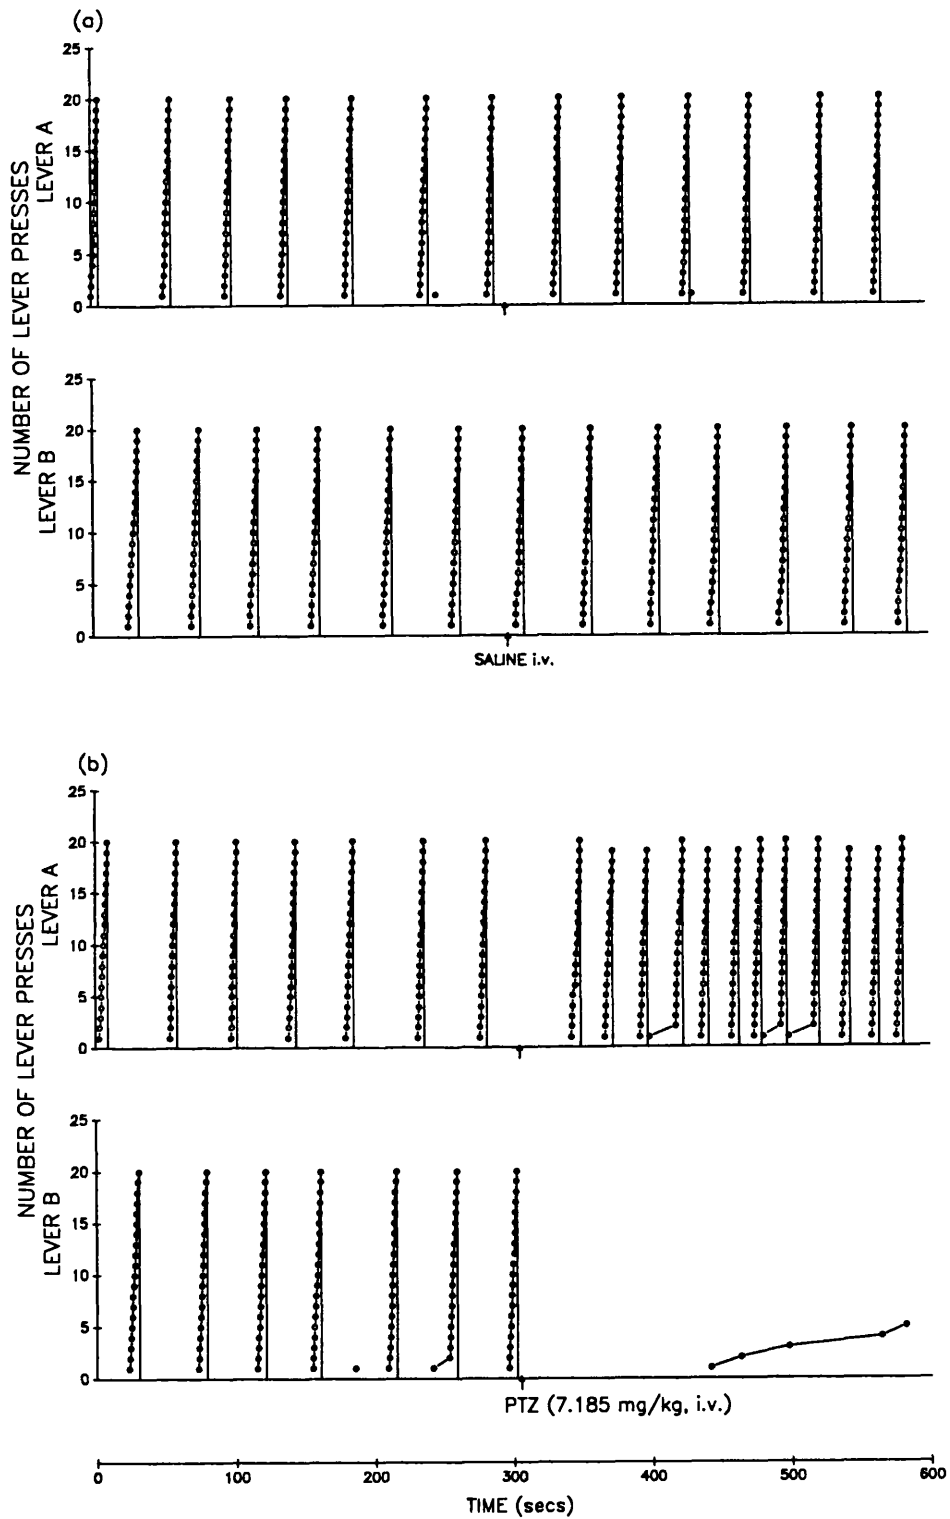 (a)
NUMBER OF LEVER PRESSES
LEVER A
25
20
15
10
5
0
LEVER B
25
20
15
10
5
0
SALINE i.v.
(b)
NUMBER OF LEVER PRESSES
LEVER A
25
20
15
10
5
0
LEVER B
25
20
15
10
5
0
PTZ (7.185 mg/kg, i.v.)
0 100 200 300 400 500 600
TIME (secs)